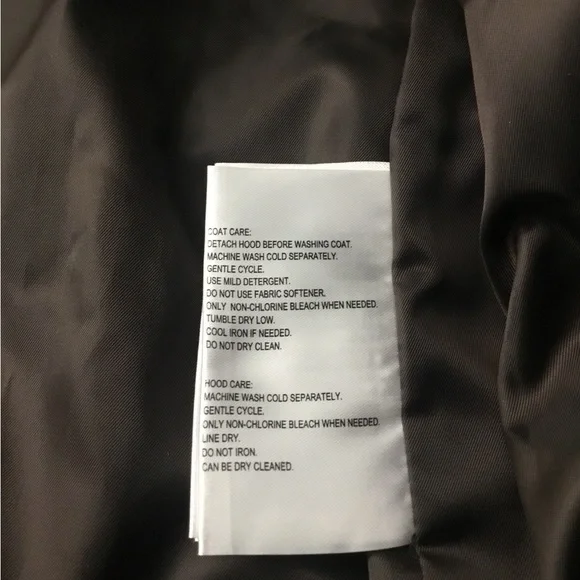 COAT CARE:
DETACH HOOD BEFORE WASHING COAT.
MACHINE WASH COLD SEPARATELY.
GENTLE CYCLE.
USE MILD DETERGENT.
DO NOT USE FABRIC SOFTENER.
ONLY NON-CHLORINE BLEACH WHEN NEEDED.
TUMBLE DRY LOW.
COOL IRON IF NEEDED.
DO NOT DRY CLEAN.
HOOD CARE:
MACHINE WASH COLD SEPARATELY.
GENTLE CYCLE.
ONLY NON-CHLORINE BLEACH WHEN NEEDED.
LINE DRY.
DO NOT IRON.
CAN BE DRY CLEANED.